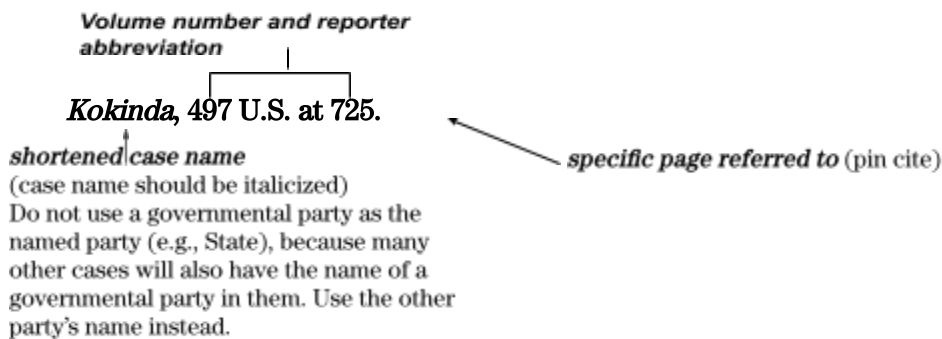 Volume number and reporter
abbreviation
Kokinda, 497 U.S. at 725.
shortened case name
specific page referred to (pin cite)
(case name should be italicized)
Do not use a governmental party as the
named party (e.g., State), because many
other cases will also have the name of a
governmental party in them. Use the other
party's name instead.